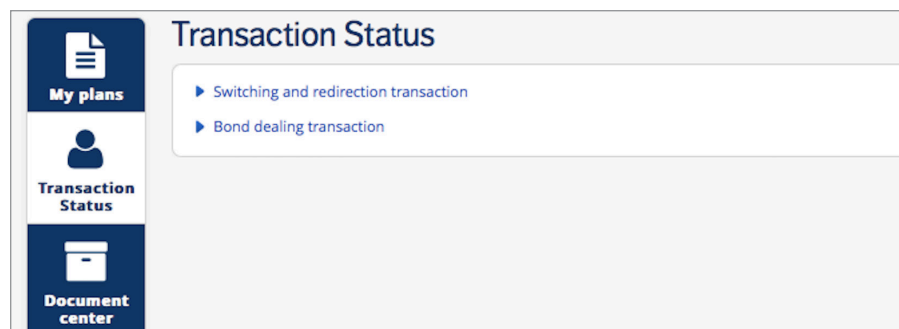 Transaction Status
My plans
Switching and redirection transaction
Bond dealing transaction
Transaction
Status
Document
center